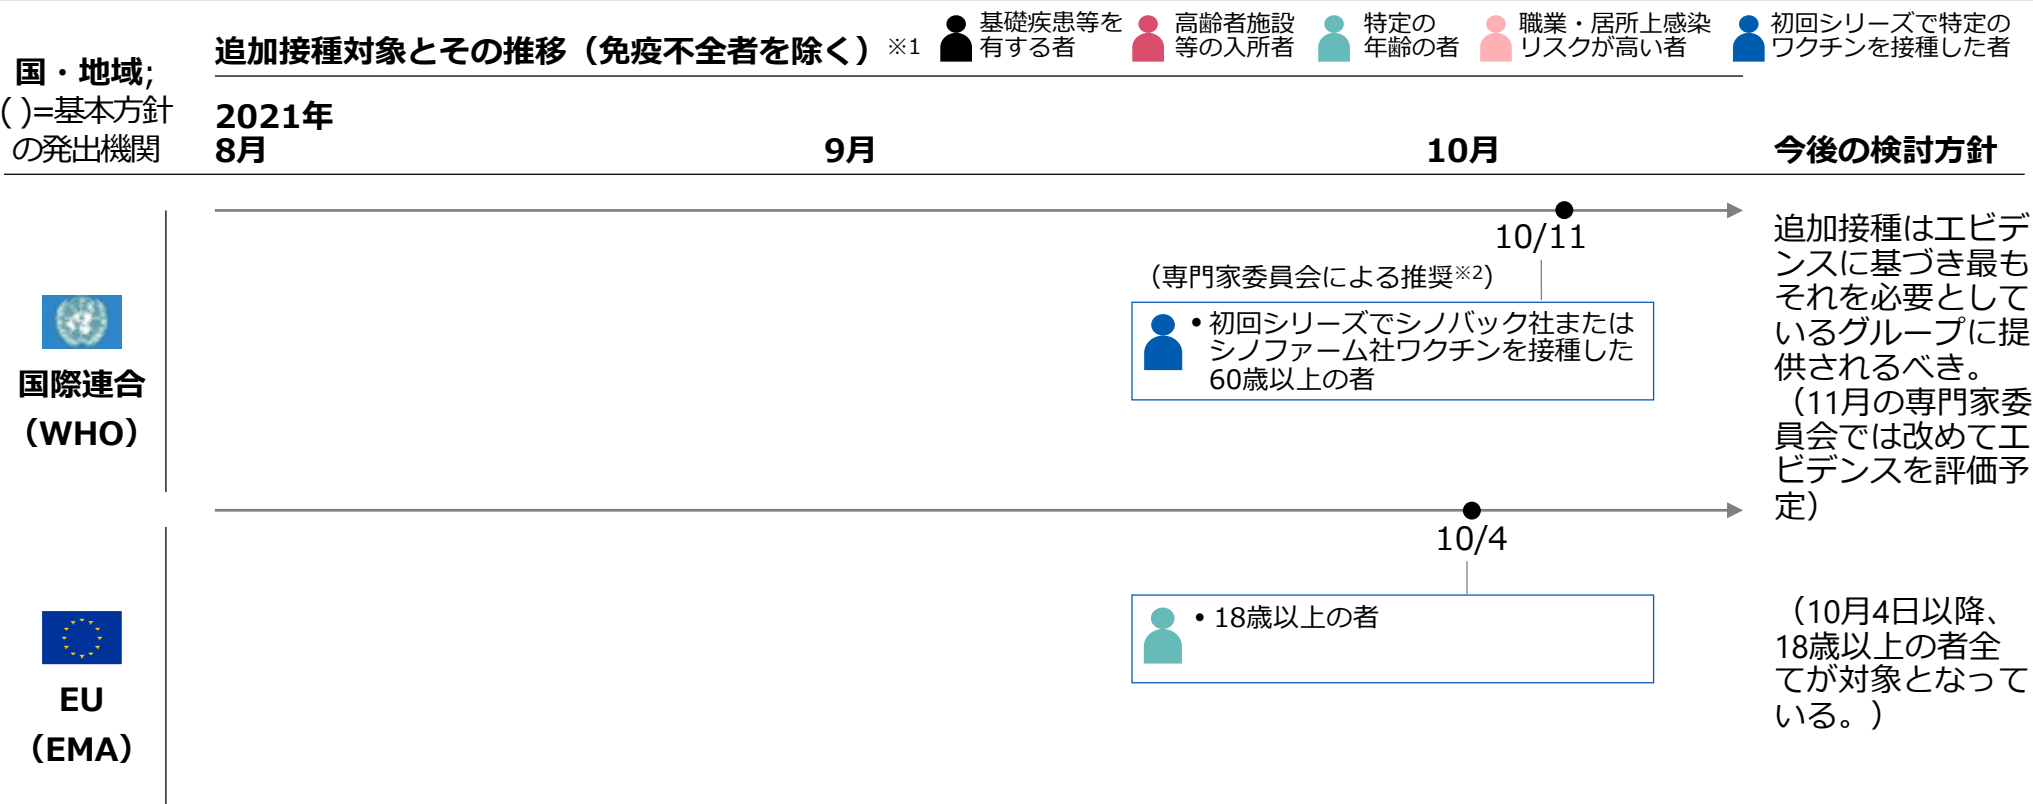 国・地域;
( )=基本方針
の発出機関
追加接種対象とその推移（免疫不全者を除く）※1
基礎疾患等を
有する者
高齢者施設
等の入所者
特定の
年齢の者
職業・居所上感染
リスクが高い者
初回シリーズで特定の
ワクチンを接種した者
2021年
8月
9月
10月
今後の検討方針
国際連合
（WHO）
10/11
（専門家委員会による推奨※2）
• 初回シリーズでシノバック社または
シノファーム社ワクチンを接種した
60歳以上の者
追加接種はエビデ
ンスに基づき最も
それを必要として
いるグループに提
供されるべき。
（11月の専門家委
員会では改めてエ
ビデンスを評価予
定）
EU
（EMA）
10/4
• 18歳以上の者
（10月4日以降、
18歳以上の者全
てが対象となって
いる。）